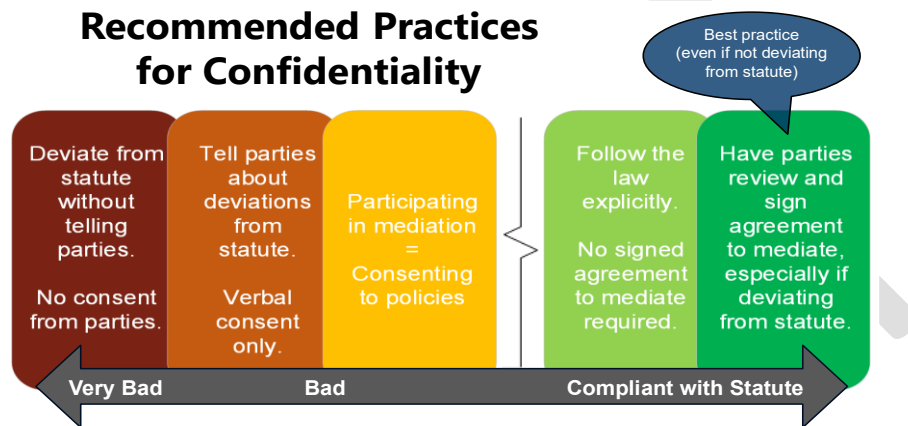 Recommended Practices
for Confidentiality
Best practice
(even if not deviating
from statute)
Deviate from
statute
without
telling
parties.
No consent
from parties.
Tell parties
about
deviations
from
statute.
Verbal
consent
only.
Participating
in mediation
=
Consenting
to policies
Follow the
law
explicitly.
No signed
agreement
to mediate
required.
Have parties
review and
sign
agreement
to mediate,
especially if
deviating
from statute.
Very Bad
Bad
Compliant with Statute